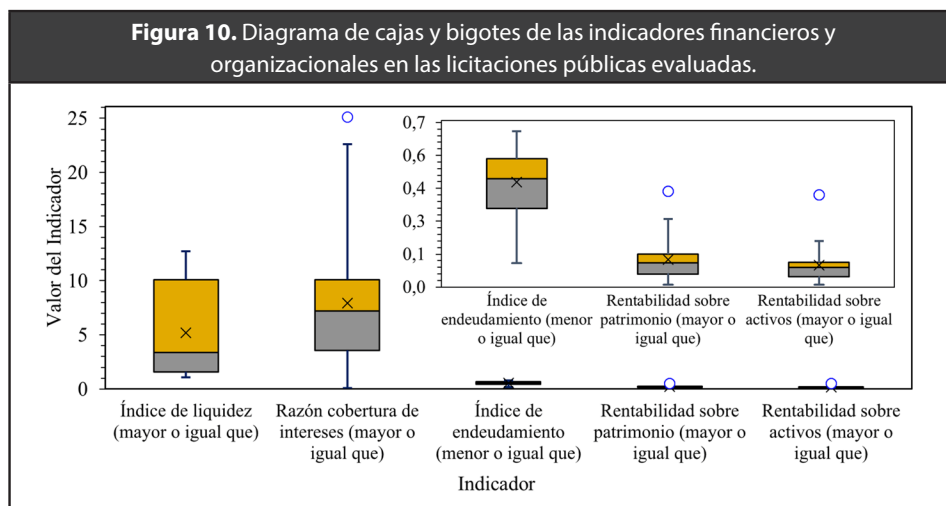 Figura 10. Diagrama de cajas y bigotes de las indicadores financieros y
organizacionales en las licitaciones públicas evaluadas.
Valor del Indicador
25
20
15
10
5
0
0,7
0,6
0,4
0,3
0,1
0,0
Índice de
endeudamiento (menor
o igual que)
Rentabilidad sobre
patrimonio (mayor o
igual que)
Rentabilidad sobre
activos (mayor o igual
que)
Índice de liquidez
(mayor o igual que)
Razón cobertura de
intereses (mayor o
igual que)
Índice de
endeudamiento
(menor o igual que)
Rentabilidad sobre
patrimonio (mayor o
igual que)
Rentabilidad sobre
activos (mayor o
igual que)
Indicador